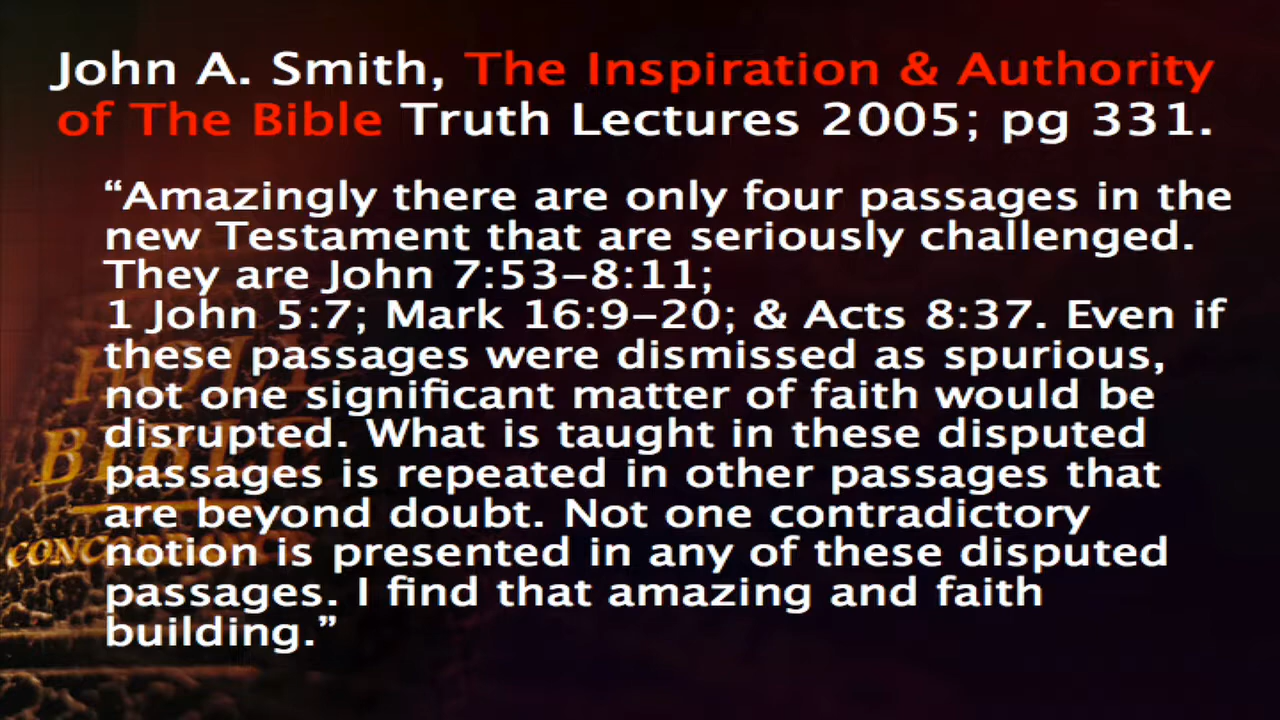 John A. Smith, The Inspiration & Authority
of The Bible Truth Lectures 2005; pg 331.
“Amazingly there are only four passages in the
new Testament that are seriously challenged.
They are John 7:53–8:11;
1 John 5:7; Mark 16:9–20; & Acts 8:37. Even if
these passages were dismissed as spurious,
not one significant matter of faith would be
disrupted. What is taught in these disputed
passages is repeated in other passages that
are beyond doubt. Not one contradictory
notion is presented in any of these disputed
passages. I find that amazing and faith
building.”
HOLY
BIBLE